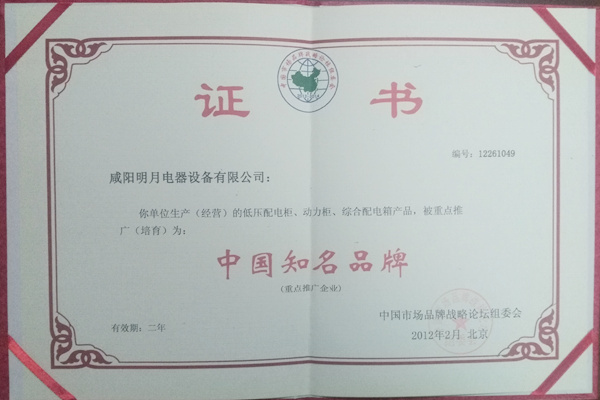 证书
编号：12261049
咸阳明月电器设备有限公司：
你单位生产（经营）的低压配电柜、动力柜、综合配电箱产品，被重点推
广（培育）为：
中国知名品牌
（重点推广企业）
中国市场品牌战略论坛组委会
有效期：二年
2012年2月 北京